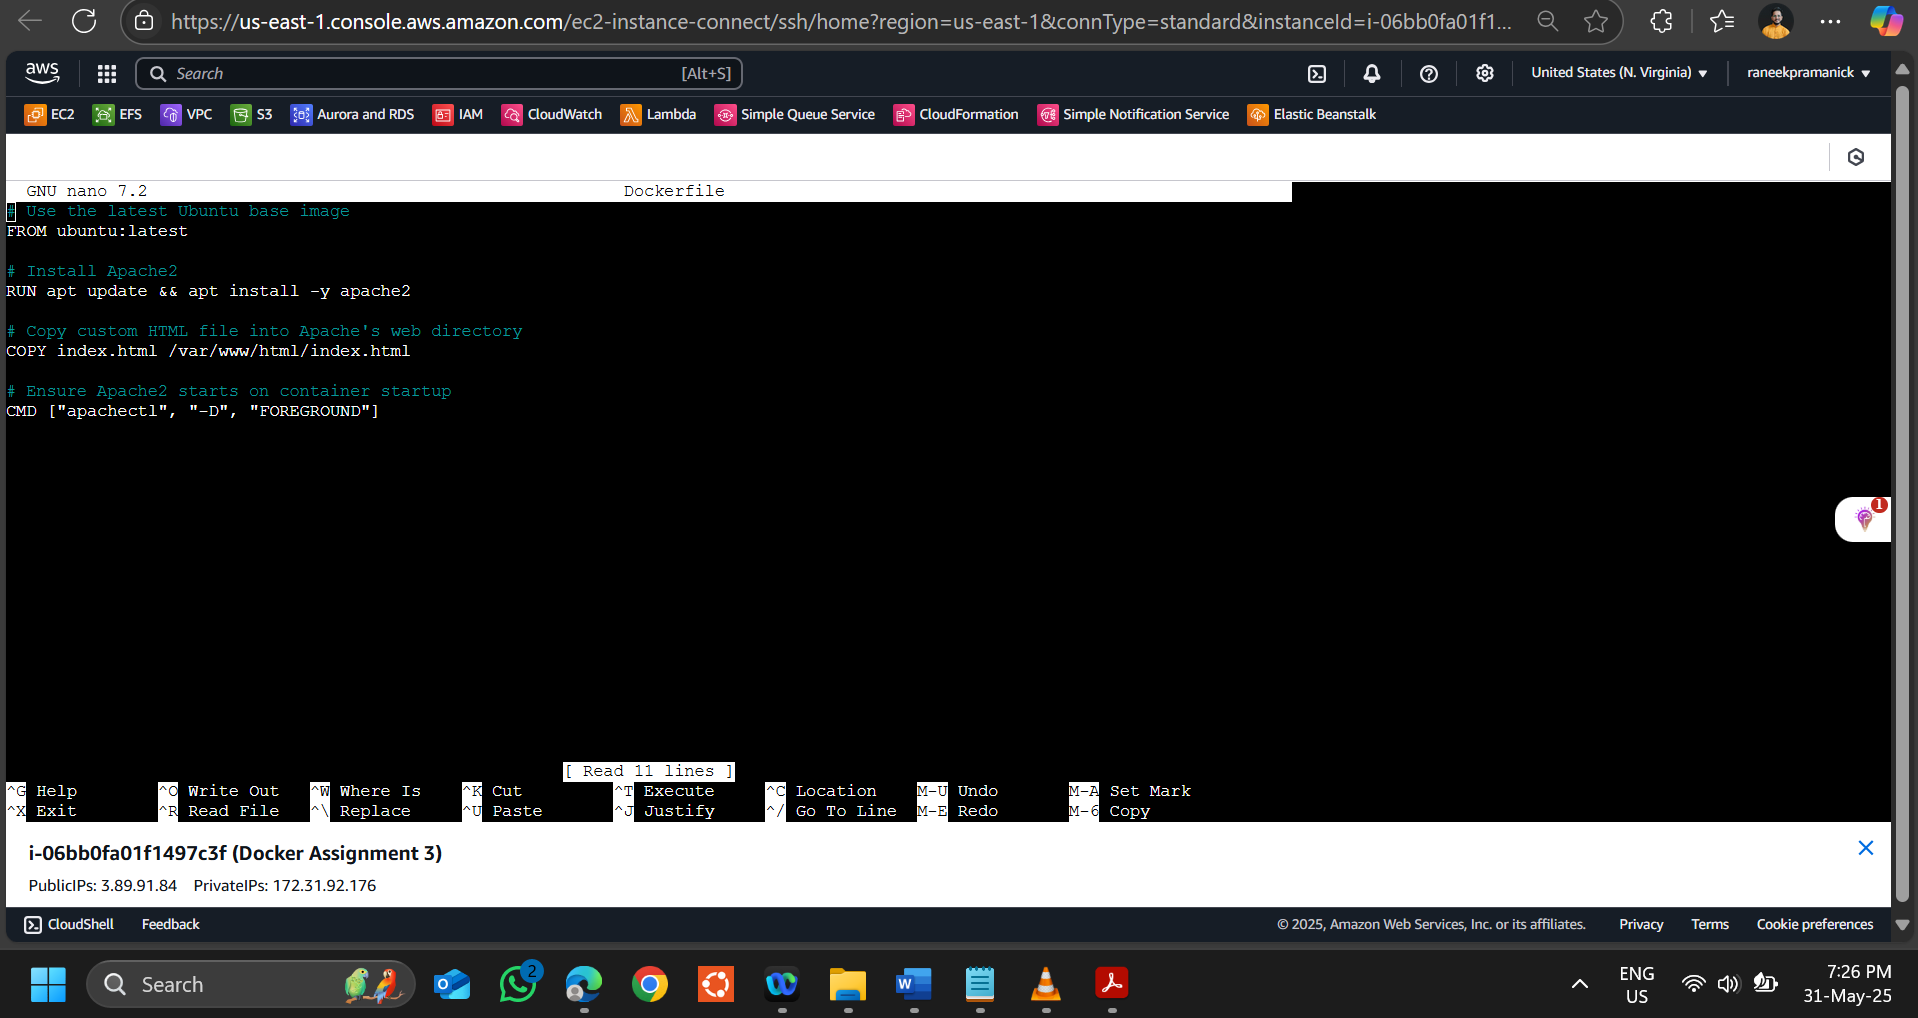 https://us-east-1.console.aws.amazon.com/ec2-instance-connect/ssh/home?region=us-east-1&connType=standard&instanceId=i-06bb0fa01f1...
aws
Search [Alt+S]
United States (N. Virginia)
raneekpramanick
EC2 EFS VPC S3 Aurora and RDS IAM CloudWatch Lambda Simple Queue Service CloudFormation Simple Notification Service Elastic Beanstalk
GNU nano 7.2 Dockerfile
# Use the latest Ubuntu base image
FROM ubuntu:latest
# Install Apache2
RUN apt update && apt install -y apache2
# Copy custom HTML file into Apache's web directory
COPY index.html /var/www/html/index.html
# Ensure Apache2 starts on container startup
CMD ["apachectl", "-D", "FOREGROUND"]
1
[ Read 11 lines ]
^G Help ^O Write Out ^W Where Is ^K Cut ^T Execute ^C Location M-U Undo M-A Set Mark
^X Exit ^R Read File ^\ Replace ^U Paste ^J Justify ^/ Go To Line M-E Redo M-6 Copy
i-06bb0fa01f1497c3f (Docker Assignment 3)
PublicIPs: 3.89.91.84 PrivateIPs: 172.31.92.176
CloudShell Feedback © 2025, Amazon Web Services, Inc. or its affiliates. Privacy Terms Cookie preferences
Search
2
ENG
US
7:26 PM
31-May-25